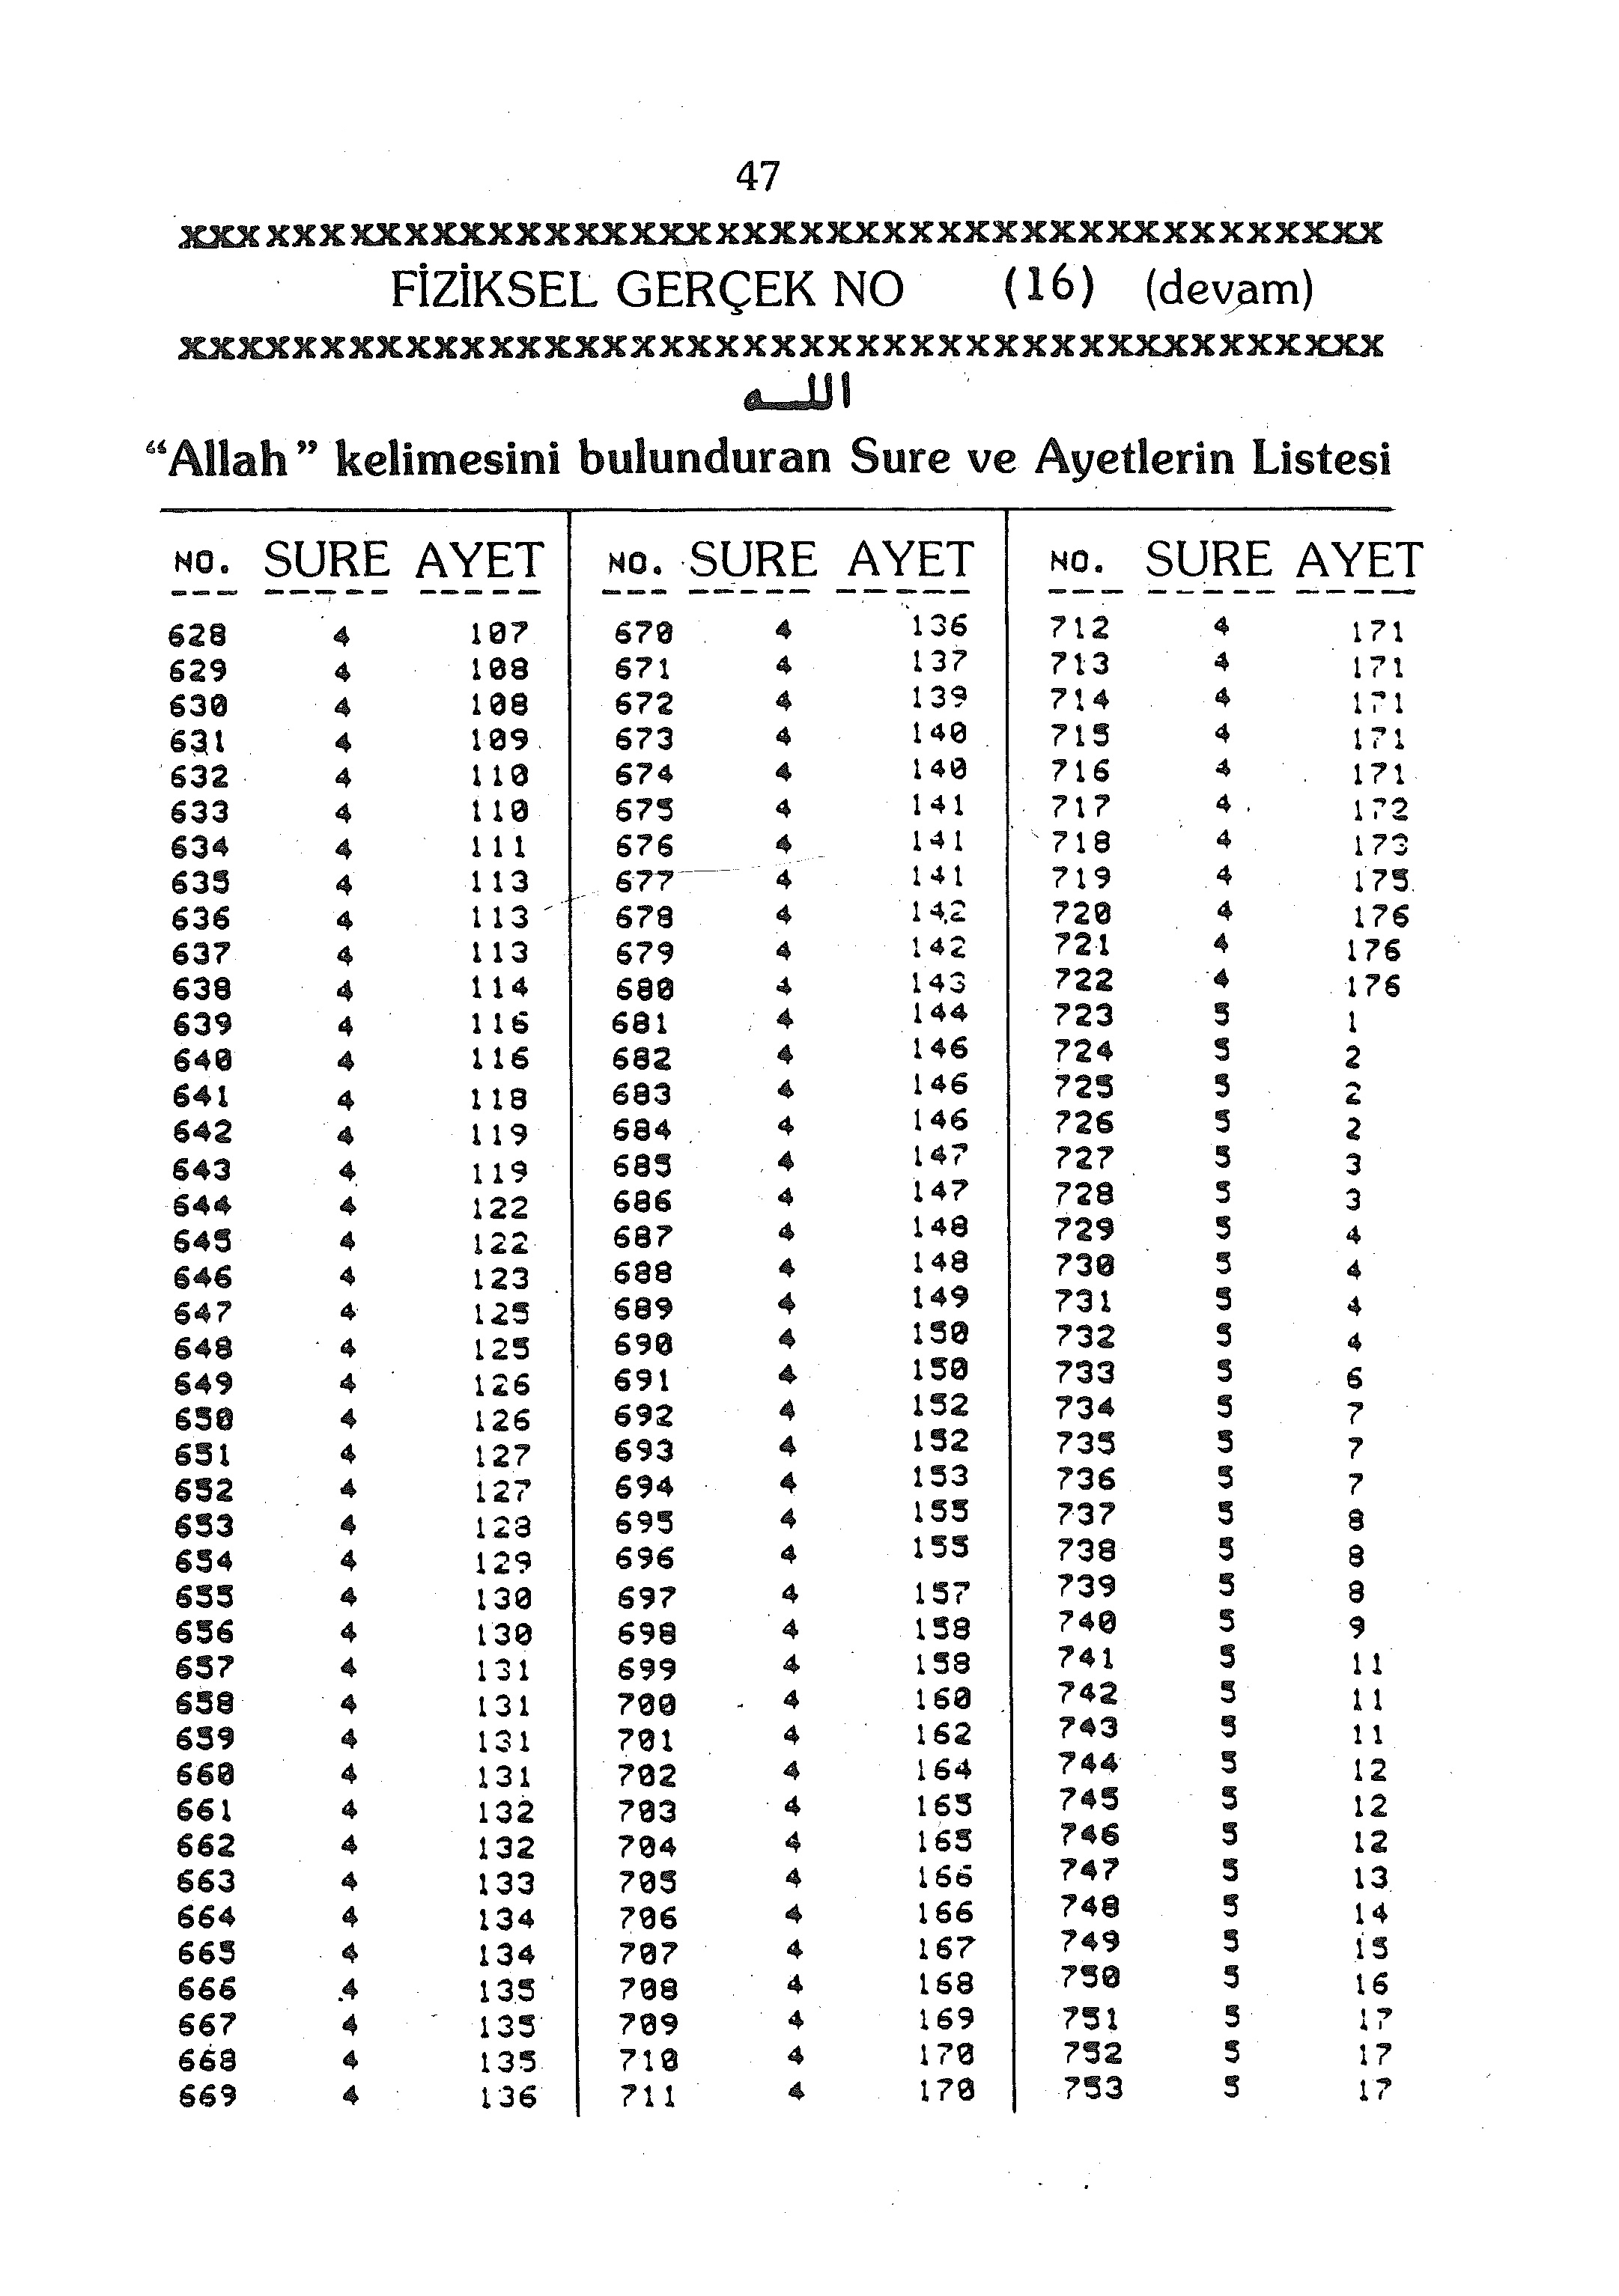 47
xxxxxxxxxxxxxxxxxxxxxxxxxxxxxxxxxxxxxxxxxxx
FİZİKSEL GERÇEK NO (16) (devam)
xxxxxxxxxxxxxxxxxxxxxxxxxxxxxxxxxxxxxxxxxxx
اللـه
“Allah” kelimesini bulunduran Sure ve Ayetlerin Listesi
NO. SURE AYET NO. SURE AYET NO. SURE AYET
--- ----- ----- --- ----- ----- --- ----- -----
628 4 107 670 4 136 712 4 171
629 4 108 671 4 137 713 4 171
630 4 108 672 4 139 714 4 171
631 4 109 673 4 140 715 4 171
632 4 110 674 4 140 716 4 171
633 4 110 675 4 141 717 4 172
634 4 111 676 4 141 718 4 173
635 4 113 677 4 141 719 4 175
636 4 113 678 4 142 720 4 176
637 4 113 679 4 142 721 4 176
638 4 114 680 4 143 722 4 176
639 4 116 681 4 144 723 5 1
640 4 116 682 4 146 724 5 2
641 4 118 683 4 146 725 5 2
642 4 119 684 4 146 726 5 2
643 4 119 685 4 147 727 5 3
644 4 122 686 4 147 728 5 3
645 4 122 687 4 148 729 5 4
646 4 123 688 4 148 730 5 4
647 4 125 689 4 149 731 5 4
648 4 125 690 4 150 732 5 4
649 4 126 691 4 150 733 5 6
650 4 126 692 4 152 734 5 7
651 4 127 693 4 152 735 5 7
652 4 127 694 4 153 736 5 7
653 4 128 695 4 155 737 5 8
654 4 129 696 4 155 738 5 8
655 4 130 697 4 157 739 5 8
656 4 130 698 4 158 740 5 9
657 4 131 699 4 158 741 5 11
658 4 131 700 4 160 742 5 11
659 4 131 701 4 162 743 5 11
660 4 131 702 4 164 744 5 12
661 4 132 703 4 165 745 5 12
662 4 132 704 4 165 746 5 12
663 4 133 705 4 166 747 5 13
664 4 134 706 4 166 748 5 14
665 4 134 707 4 167 749 5 15
666 4 135 708 4 168 750 5 16
667 4 135 709 4 169 751 5 17
668 4 135 710 4 170 752 5 17
669 4 136 711 4 170 753 5 17